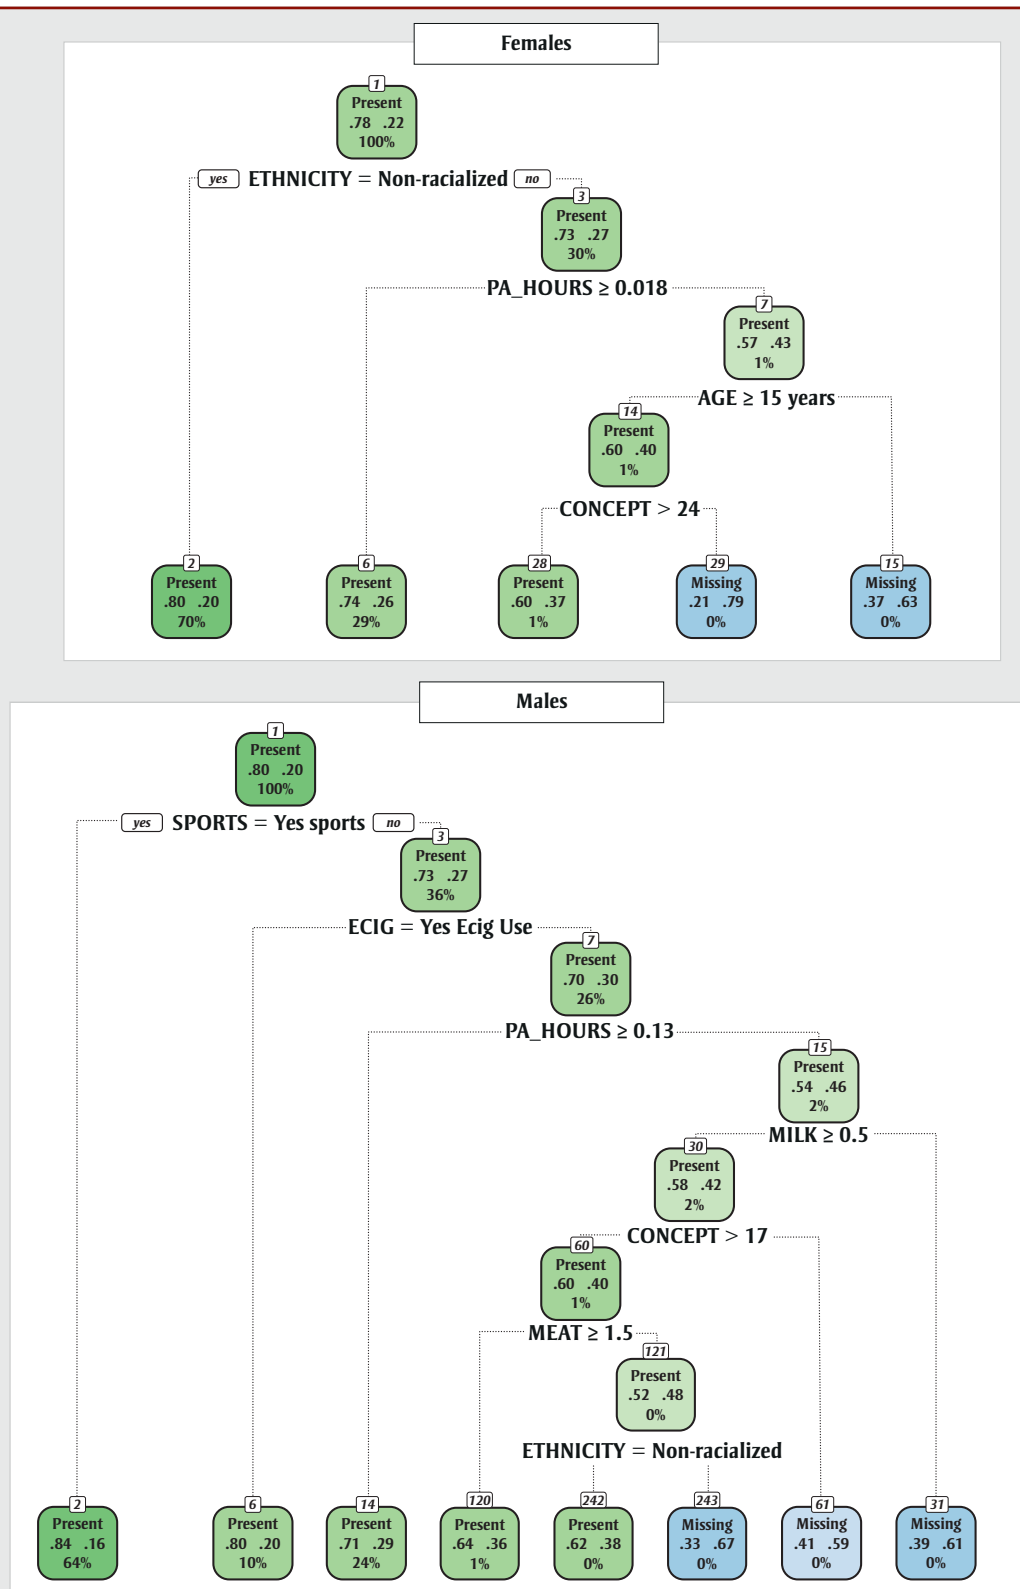 Females
1
Present
.78 .22
100%
yes ETHNICITY = Non-racialized no
3
Present
.73 .27
30%
PA_HOURS ≥ 0.018
7
Present
.57 .43
1%
AGE ≥ 15 years
14
Present
.60 .40
1%
CONCEPT > 24
2
Present
.80 .20
70%
6
Present
.74 .26
29%
28
Present
.60 .37
1%
29
Missing
.21 .79
0%
15
Missing
.37 .63
0%
Males
1
Present
.80 .20
100%
yes SPORTS = Yes sports no
3
Present
.73 .27
36%
ECIG = Yes Ecig Use
7
Present
.70 .30
26%
PA_HOURS ≥ 0.13
15
Present
.54 .46
2%
MILK ≥ 0.5
30
Present
.58 .42
2%
CONCEPT > 17
60
Present
.60 .40
1%
MEAT ≥ 1.5
121
Present
.52 .48
0%
ETHNICITY = Non-racialized
2
Present
.84 .16
64%
6
Present
.80 .20
10%
14
Present
.71 .29
24%
120
Present
.64 .36
1%
242
Present
.62 .38
0%
243
Missing
.33 .67
0%
61
Missing
.41 .59
0%
31
Missing
.39 .61
0%